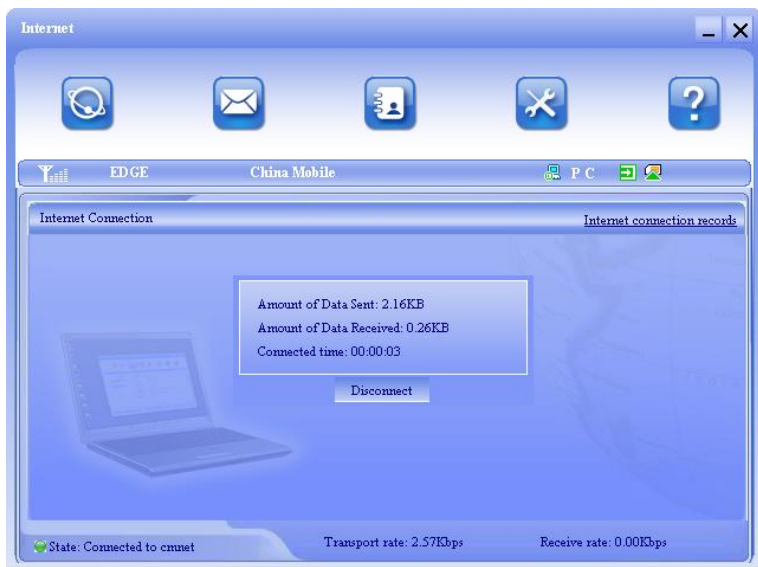 Internet
EDGE China Mobile PC
Internet Connection Internet connection records
Amount of Data Sent: 2.16KB
Amount of Data Received: 0.26KB
Connected time: 00:00:03
Disconnect
State: Connected to cmnet Transport rate: 2.57Kbps Receive rate: 0.00Kbps